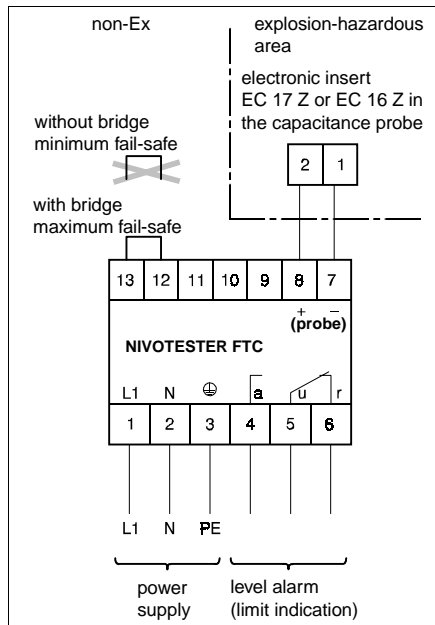 non-Ex
explosion-hazardous
area
electronic insert
EC 17 Z or EC 16 Z in
the capacitance probe
without bridge
minimum fail-safe
2 1
with bridge
maximum fail-safe
13 12 11 10 9 8 7
+ −
(probe)
NIVOTESTER FTC
L1 N a u r
1 2 3 4 5 6
L1 N PE
power
supply
level alarm
(limit indication)